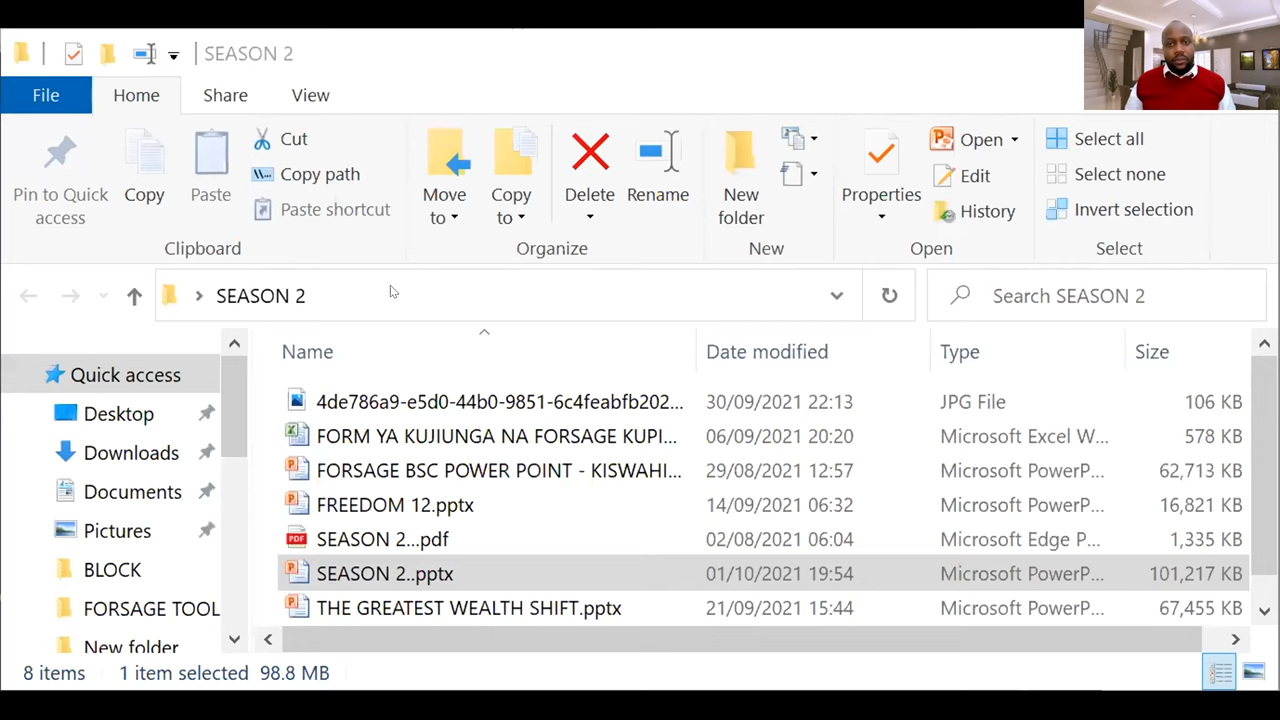 SEASON 2
File
Home
Share
View
Pin to Quick access
Copy
Paste
Cut
Copy path
Paste shortcut
Clipboard
Move to
Copy to
Delete
Rename
Organize
New folder
New
Properties
Open
Edit
History
Open
Select all
Select none
Invert selection
Select
SEASON 2
Search SEASON 2
Quick access
Desktop
Downloads
Documents
Pictures
BLOCK
FORSAGE TOOL
New folder
Name Date modified Type Size
4de786a9-e5d0-44b0-9851-6c4feabfb202... 30/09/2021 22:13 JPG File 106 KB
FORM YA KUJIUNGA NA FORSAGE KUPI... 06/09/2021 20:20 Microsoft Excel W... 578 KB
FORSAGE BSC POWER POINT - KISWAHI... 29/08/2021 12:57 Microsoft PowerP... 62,713 KB
FREEDOM 12.pptx 14/09/2021 06:32 Microsoft PowerP... 16,821 KB
SEASON 2...pdf 02/08/2021 06:04 Microsoft Edge P... 1,335 KB
SEASON 2..pptx 01/10/2021 19:54 Microsoft PowerP... 101,217 KB
THE GREATEST WEALTH SHIFT.pptx 21/09/2021 15:44 Microsoft PowerP... 67,455 KB
8 items 1 item selected 98.8 MB